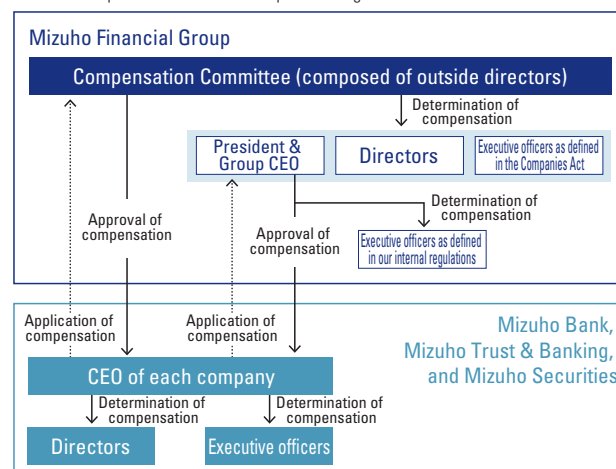 Mizuho Financial Group
Compensation Committee (composed of outside directors)
Determination of
compensation
President &
Group CEO
Directors
Executive officers as defined
in the Companies Act
Approval of
compensation
Approval of
compensation
Determination of
compensation
Executive officers as defined
in our internal regulations
Application of
compensation
Application of
compensation
Mizuho Bank,
Mizuho Trust & Banking,
and Mizuho Securities
CEO of each company
Determination of
compensation
Determination of
compensation
Directors
Executive officers